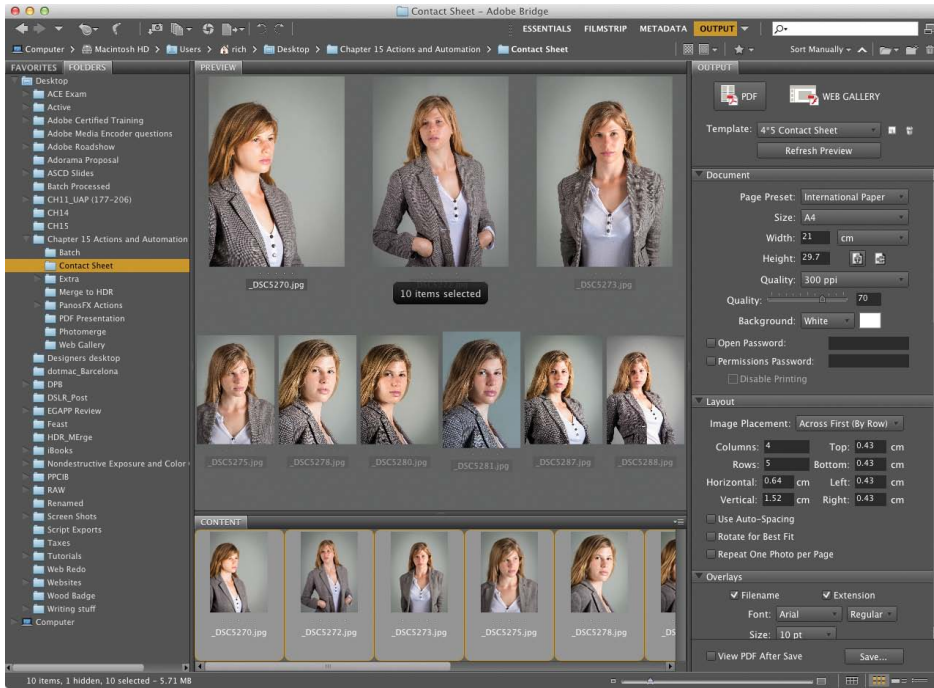 Contact Sheet – Adobe Bridge
ESSENTIALS FILMSTRIP METADATA OUTPUT
Computer > Macintosh HD > Users > rich > Desktop > Chapter 15 Actions and Automation > Contact Sheet
Sort Manually
FAVORITES FOLDERS
Desktop
ACE Exam
Active
Adobe Certified Training
Adobe Media Encoder questions
Adobe Roadshow
Adorama Proposal
ASCD Slides
Batch Processed
CH11_UAP (177-206)
CH14
CH15
Chapter 15 Actions and Automation
Batch
Contact Sheet
Extra
Merge to HDR
PanosFX Actions
PDF Presentation
Photomerge
Web Gallery
Designers desktop
dotmac_Barcelona
DPB
DSLR_Post
EGAPP Review
Feast
HDR_MErge
iBooks
Nondestructive Exposure and Color
PPCIB
RAW
Renamed
Screen Shots
Script Exports
Taxes
Tutorials
Web Redo
Websites
Wood Badge
Writing stuff
Computer
PREVIEW
_DSC5270.jpg
_DSC5273.jpg
10 items selected
_DSC5275.jpg _DSC5278.jpg _DSC5280.jpg _DSC5281.jpg _DSC5287.jpg _DSC5288.jpg
CONTENT
_DSC5270.jpg _DSC5272.jpg _DSC5273.jpg _DSC5275.jpg _DSC5278.jpg _DS
OUTPUT
PDF WEB GALLERY
Template: 4*5 Contact Sheet
Refresh Preview
Document
Page Preset: International Paper
Size: A4
Width: 21 cm
Height: 29.7
Quality: 300 ppi
Quality: 70
Background: White
Open Password:
Permissions Password:
Disable Printing
Layout
Image Placement: Across First (By Row)
Columns: 4 Top: 0.43 cm
Rows: 5 Bottom: 0.43 cm
Horizontal: 0.64 cm Left: 0.43 cm
Vertical: 1.52 cm Right: 0.43 cm
Use Auto-Spacing
Rotate for Best Fit
Repeat One Photo per Page
Overlays
Filename Extension
Font: Arial Regular
Size: 10 pt
View PDF After Save Save...
10 items, 1 hidden, 10 selected – 5.71 MB